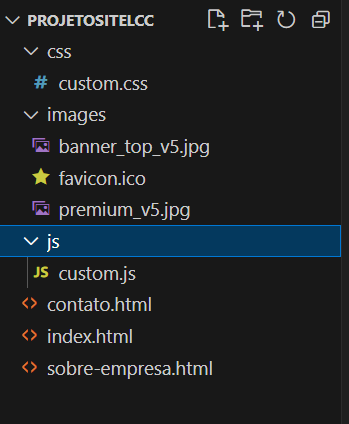 PROJETOSITELCC
css
# custom.css
images
banner_top_v5.jpg
favicon.ico
premium_v5.jpg
js
JS custom.js
<> contato.html
<> index.html
<> sobre-empresa.html